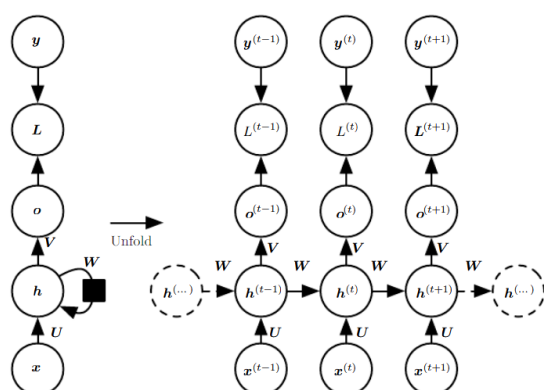 y y^(t-1) y^(t) y^(t+1)
L L^(t-1) L^(t) L^(t+1)
o o^(t-1) o^(t) o^(t+1)
Unfold
V V V V
W W W W W
h h^(...) h^(t-1) h^(t) h^(t+1) h^(...)
U U U U
x x^(t-1) x^(t) x^(t+1)